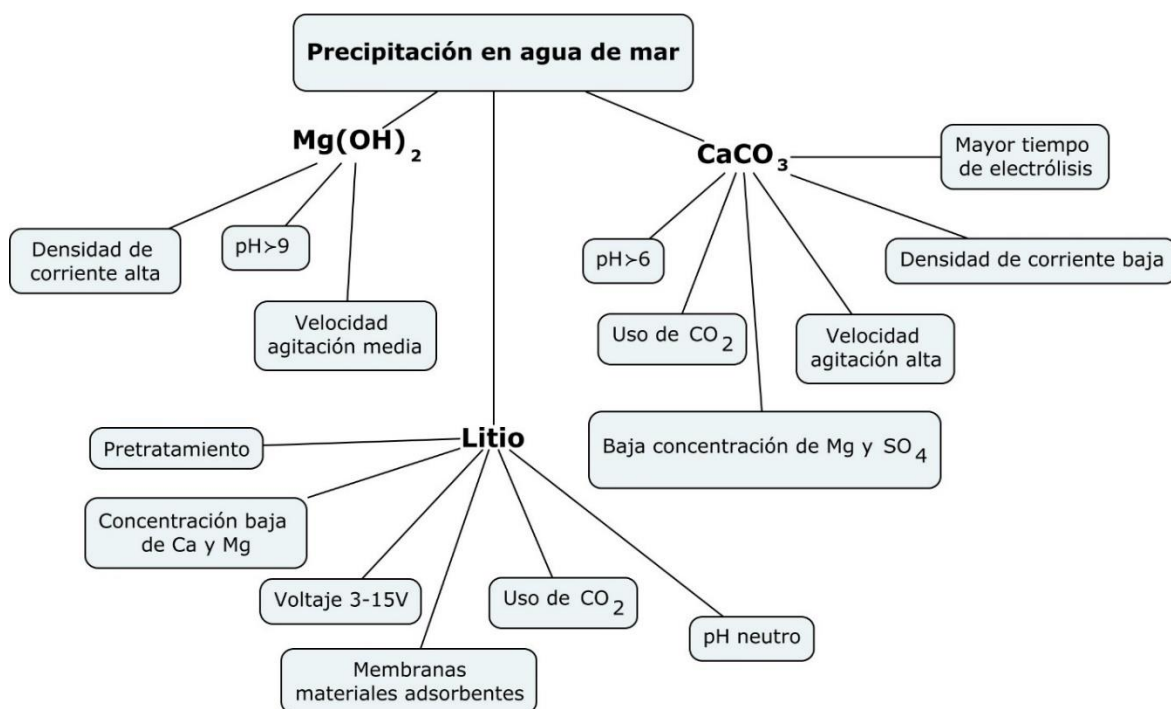 Precipitación en agua de mar
Mg(OH)₂
CaCO₃
Mayor tiempo
de electrólisis
Densidad de
corriente alta
pH>9
Velocidad
agitación media
pH>6
Uso de CO₂
Baja concentración de Mg y SO₄
Velocidad
agitación alta
Densidad de corriente baja
Litio
Pretratamiento
Concentración baja
de Ca y Mg
Voltaje 3-15V
Membranas
materiales adsorbentes
Uso de CO₂
pH neutro